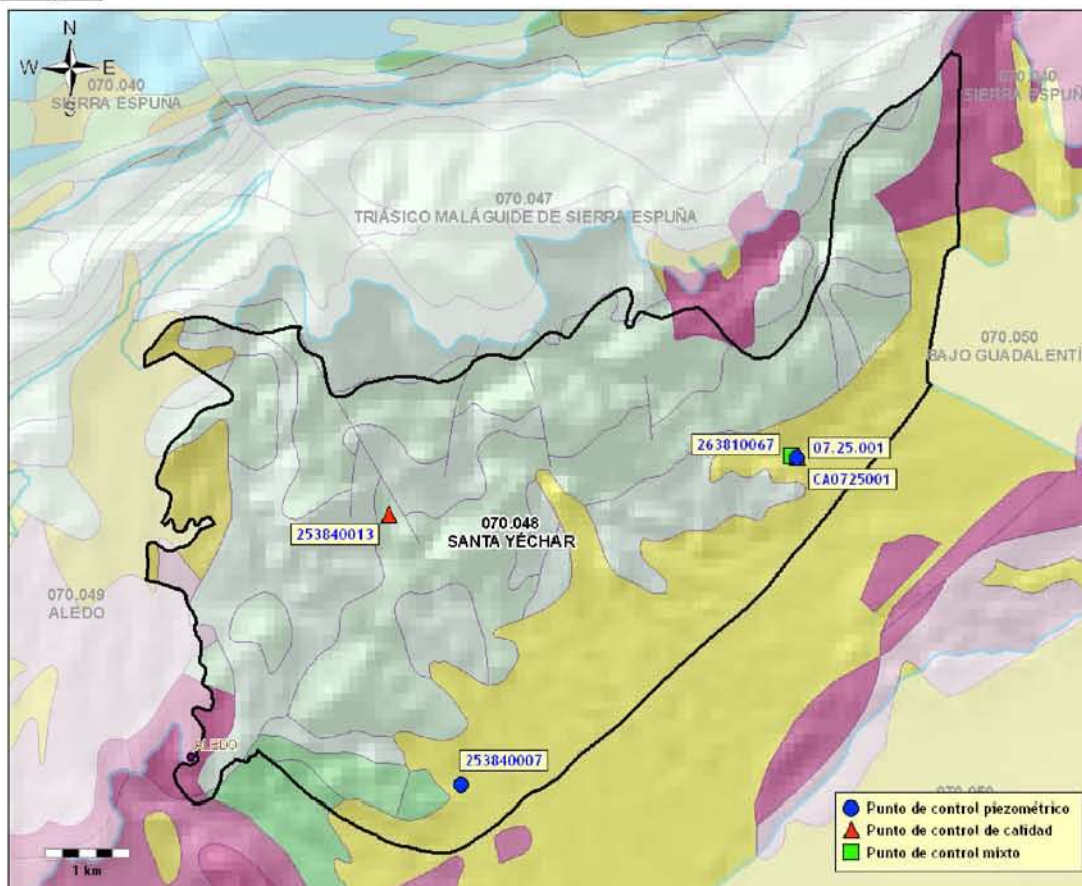 N
W E
S
070.040
SIERRA ESPUÑA
070.040
SIERRA ESPUÑ
070.047
TRIÁSICO MALÁGUIDE DE SIERRA ESPUÑA
070.050
BAJO GUADALENTÍ
263810067
07.25.001
CA0725001
253840013
070.048
SANTA YÉCHAR
070.049
ALEDO
ALEDO
253840007
Punto de control piezométrico
Punto de control de calidad
Punto de control mixto
1 km